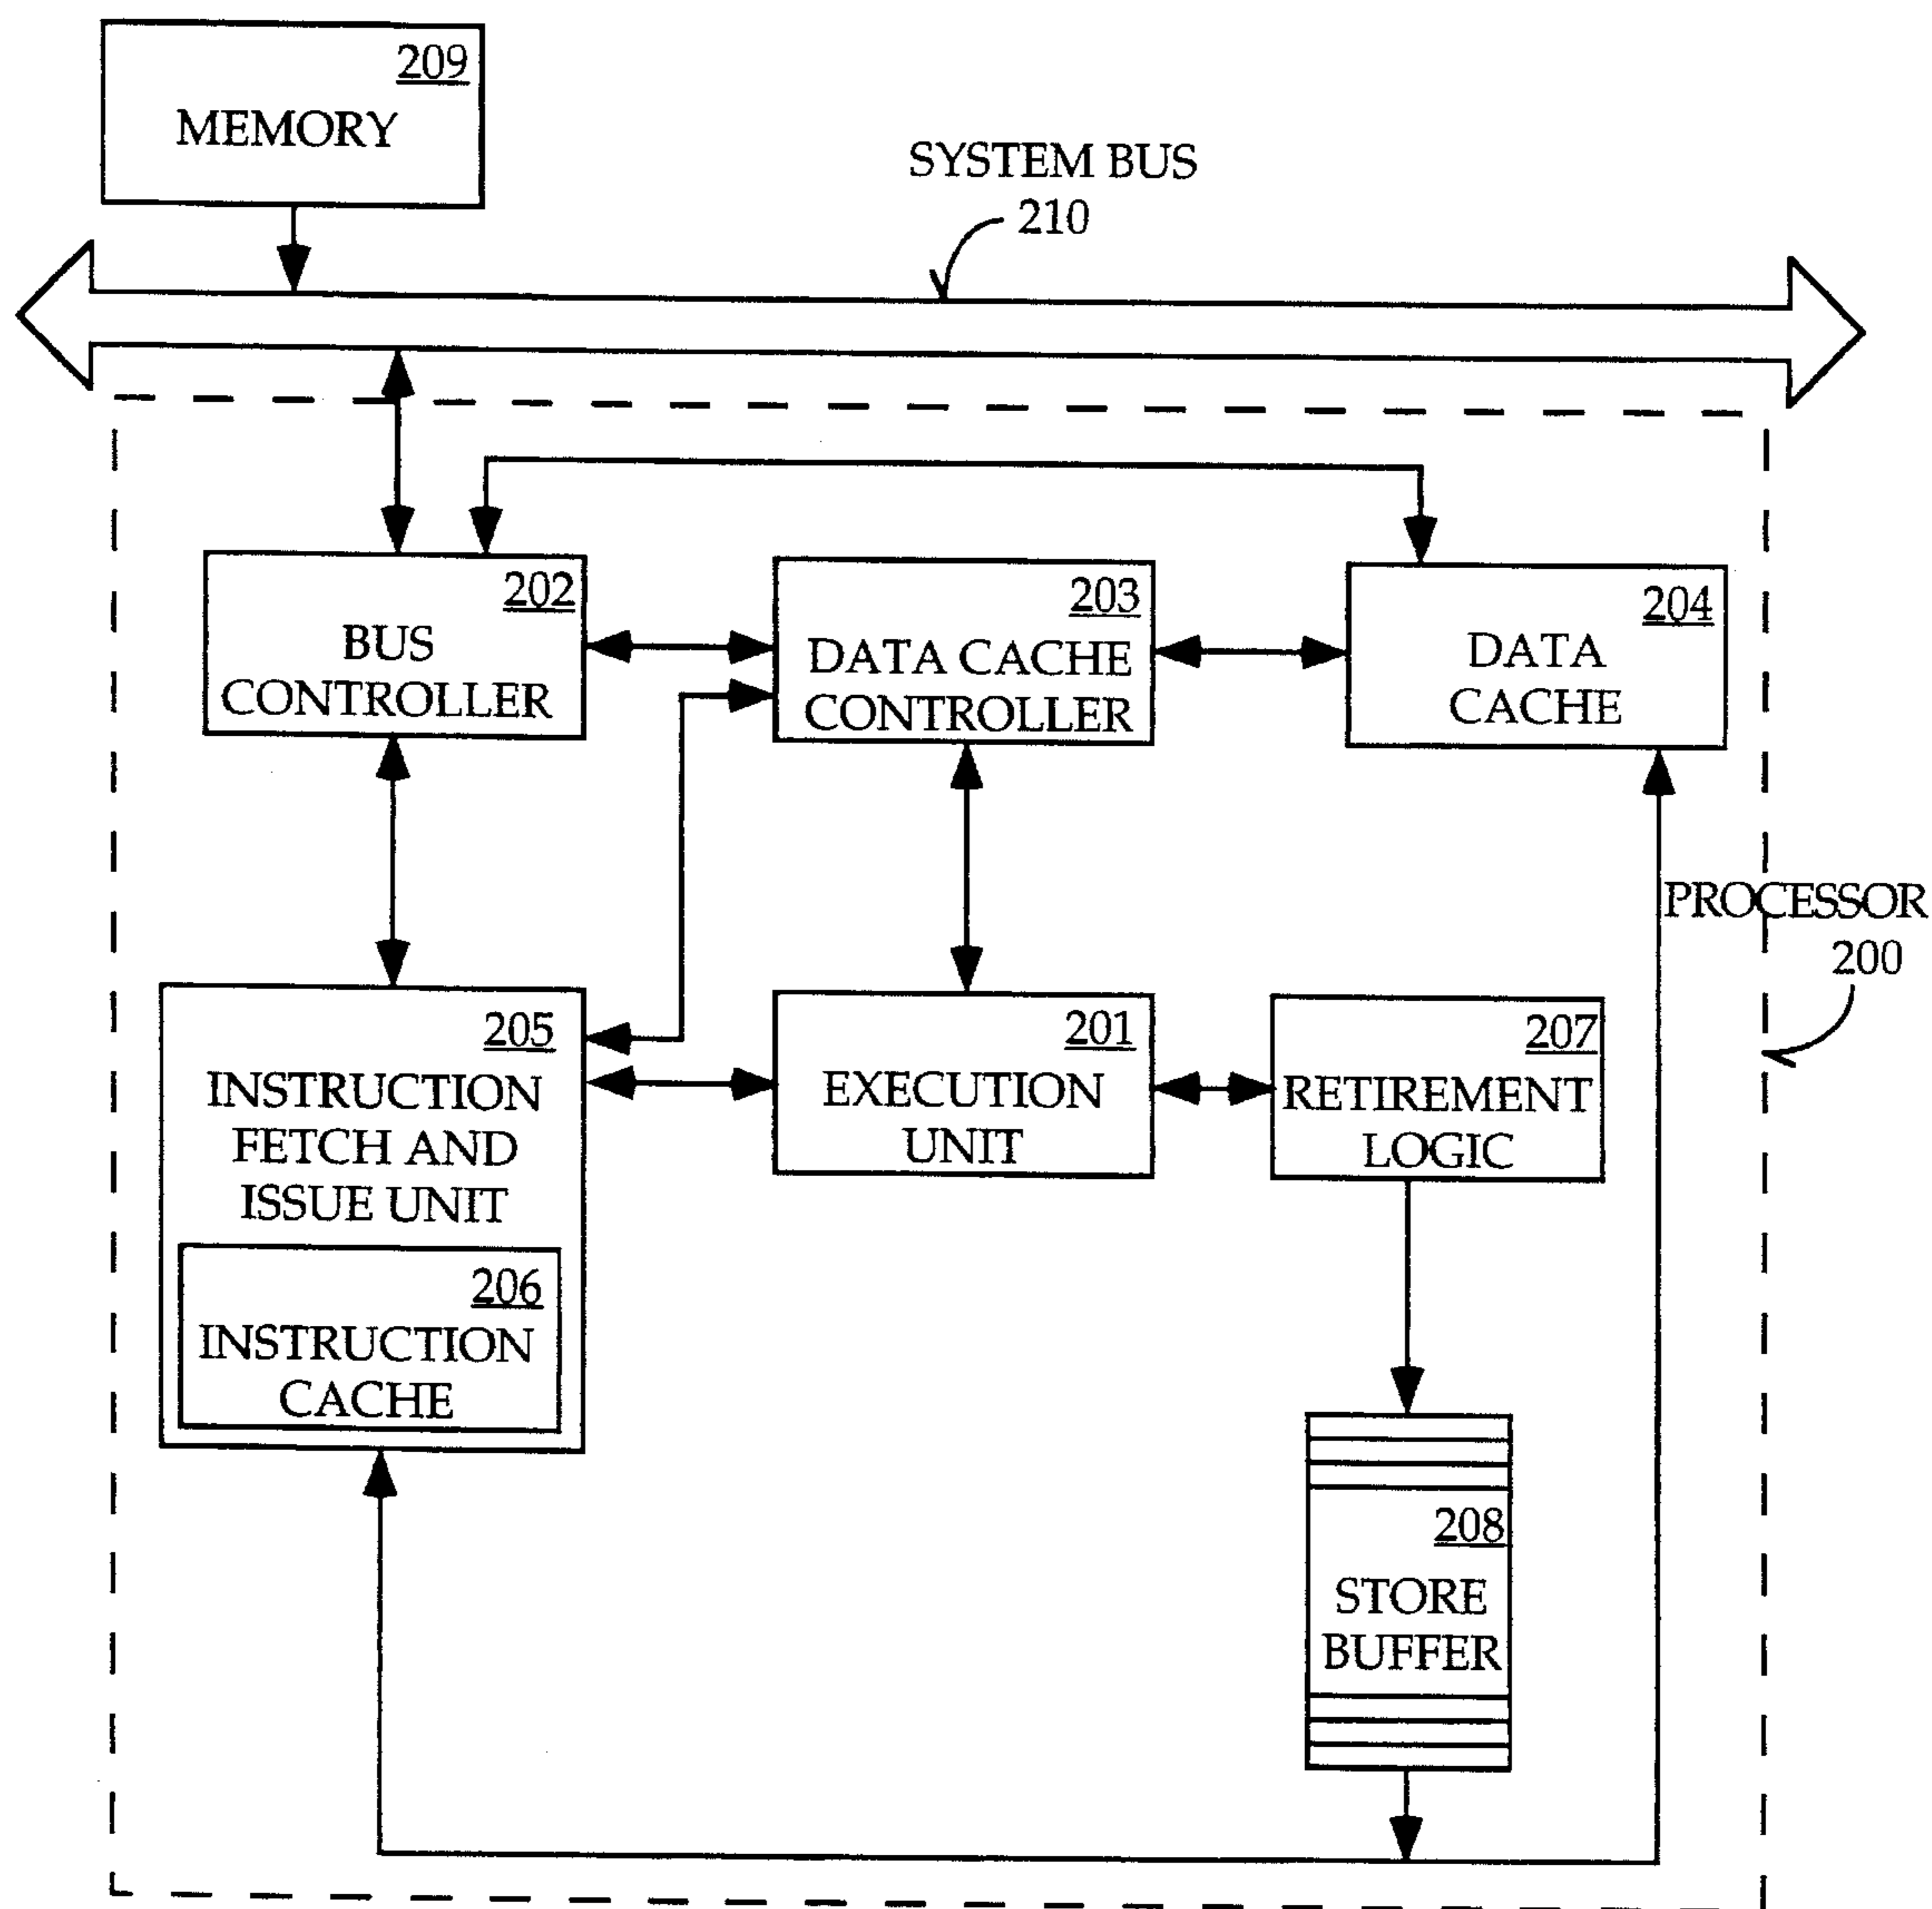 209
MEMORY
SYSTEM BUS
210
202
BUS
CONTROLLER
203
DATA CACHE
CONTROLLER
204
DATA
CACHE
PROCESSOR
200
205
INSTRUCTION
FETCH AND
ISSUE UNIT
206
INSTRUCTION
CACHE
201
EXECUTION
UNIT
207
RETIREMENT
LOGIC
208
STORE
BUFFER